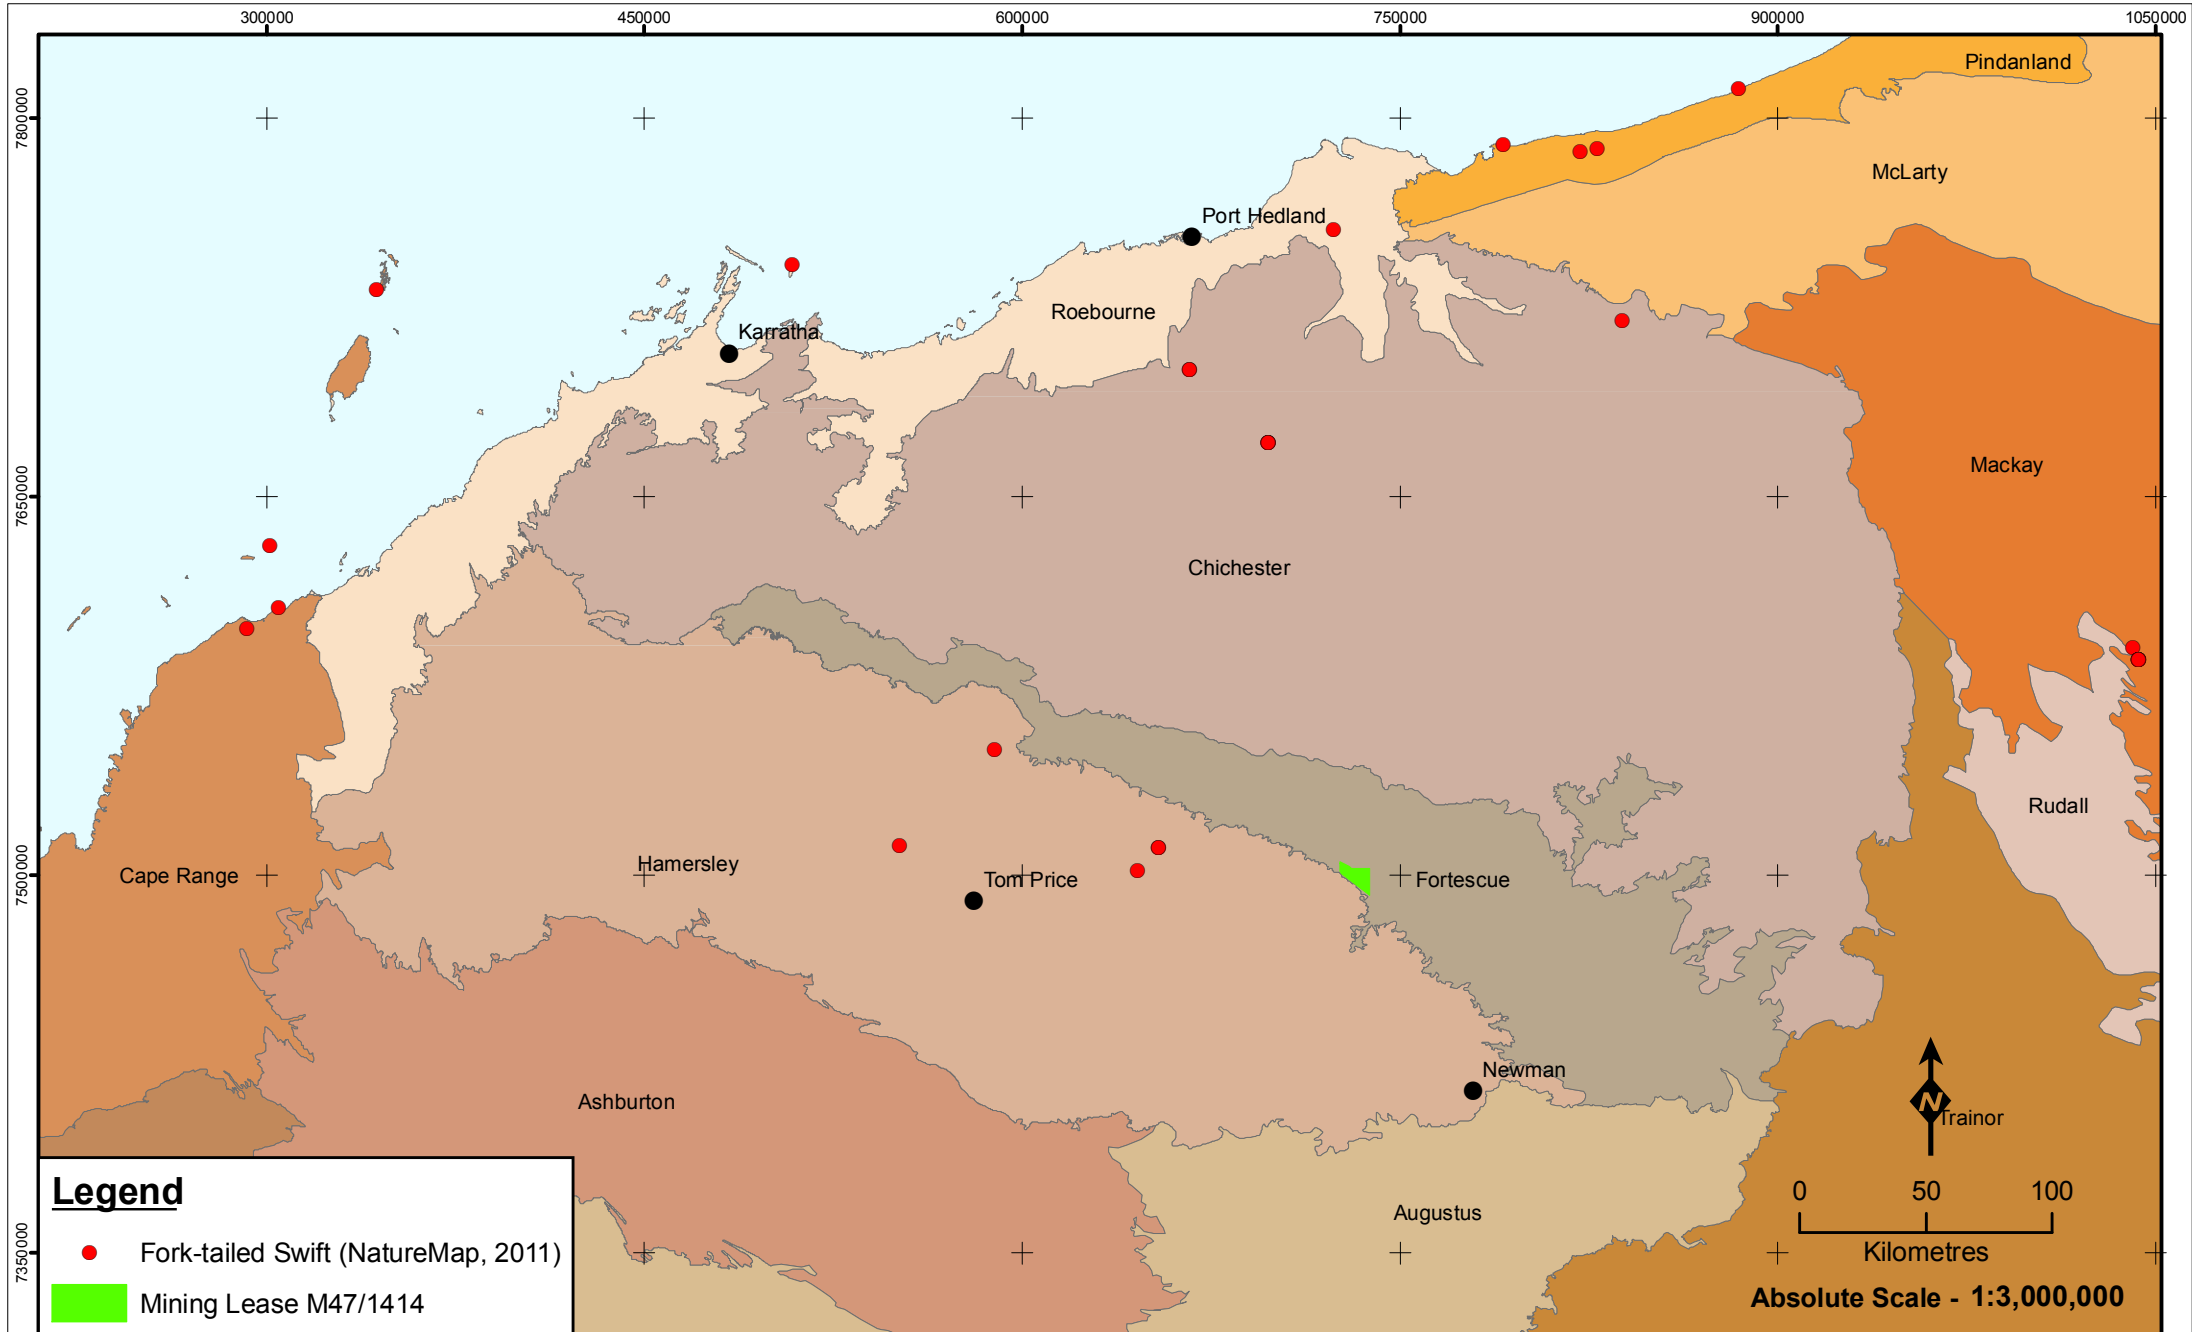 300000 450000 600000 750000 900000 1050000
7800000
7650000
7500000
7350000
Pindanland
McLarty
Port Hedland
Roebourne
Karratha
Mackay
Chichester
Rudall
Cape Range
Hamersley
Tom Price
Fortescue
Newman
Ashburton
N
Trainor
Augustus
0 50 100
Kilometres
Absolute Scale - 1:3,000,000
Legend
Fork-tailed Swift (NatureMap, 2011)
Mining Lease M47/1414